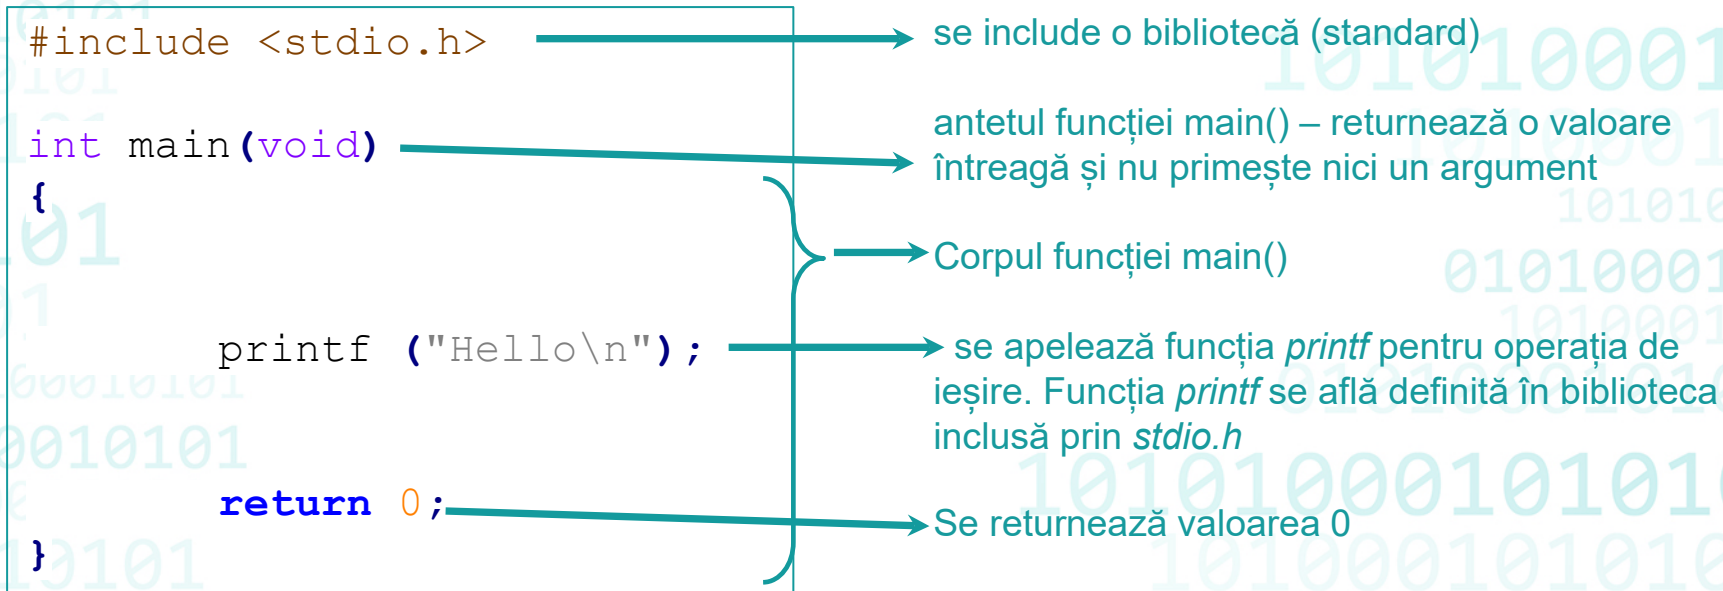 #include <stdio.h>
se include o bibliotecă (standard)
int main(void)
antetul funcției main() – returnează o valoare
întreagă și nu primește nici un argument
{
Corpul funcției main()
printf ("Hello\n");
se apelează funcția printf pentru operația de
ieșire. Funcția printf se află definită în biblioteca
inclusă prin stdio.h
return 0;
Se returnează valoarea 0
}